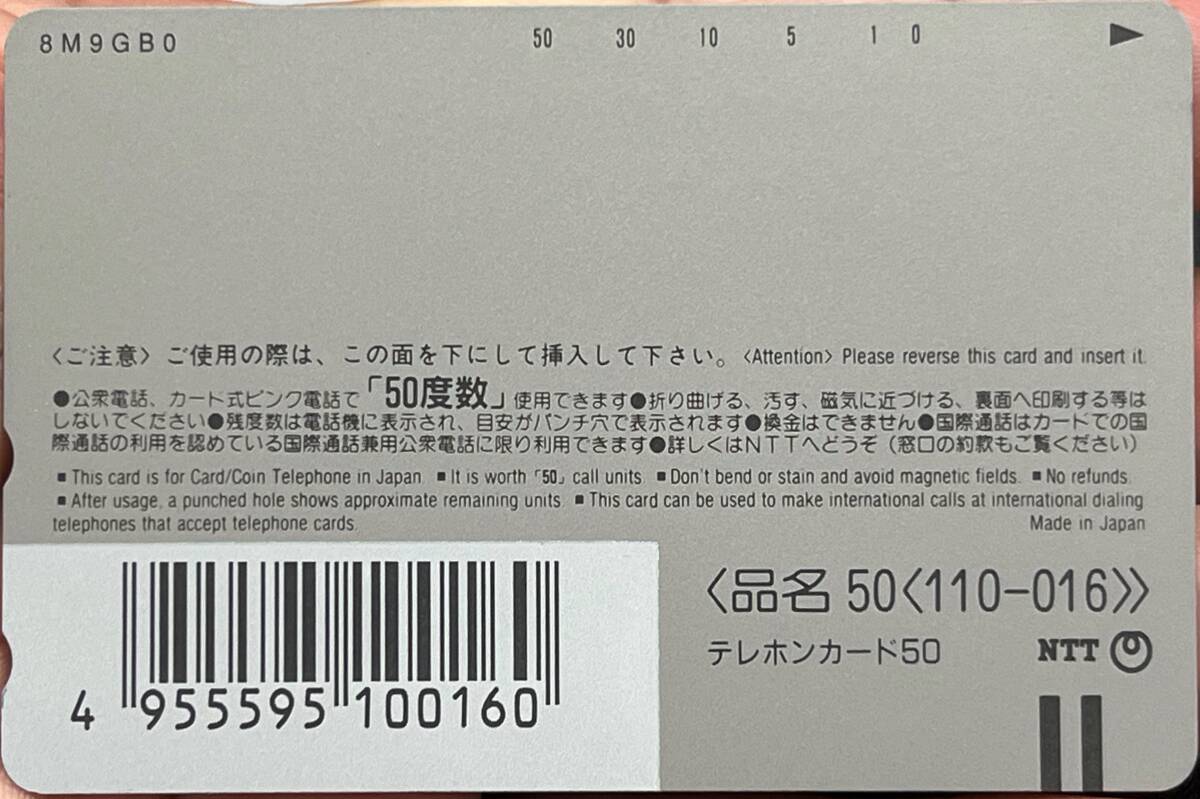 8M9GB0 50 30 10 5 1 0 ▶
〈ご注意〉ご使用の際は、この面を下にして挿入して下さい。〈Attention〉Please reverse this card and insert it.
●公衆電話、カード式ピンク電話で「50度数」使用できます●折り曲げる、汚す、磁気に近づける、裏面へ印刷する等は
しないでください●残度数は電話機に表示され、目安がパンチ穴で表示されます●換金はできません●国際通話はカードでの国
際通話の利用を認めている国際通話兼用公衆電話に限り利用できます●詳しくはNTTへどうぞ（窓口の約款もご覧ください）
■This card is for Card/Coin Telephone in Japan. ■It is worth「50」call units. ■Don't bend or stain and avoid magnetic fields. ■No refunds.
■After usage, a punched hole shows approximate remaining units. ■This card can be used to make international calls at international dialing
telephones that accept telephone cards. Made in Japan
〈品名 50〈110-016〉〉
テレホンカード50 NTT
4 955595 100160